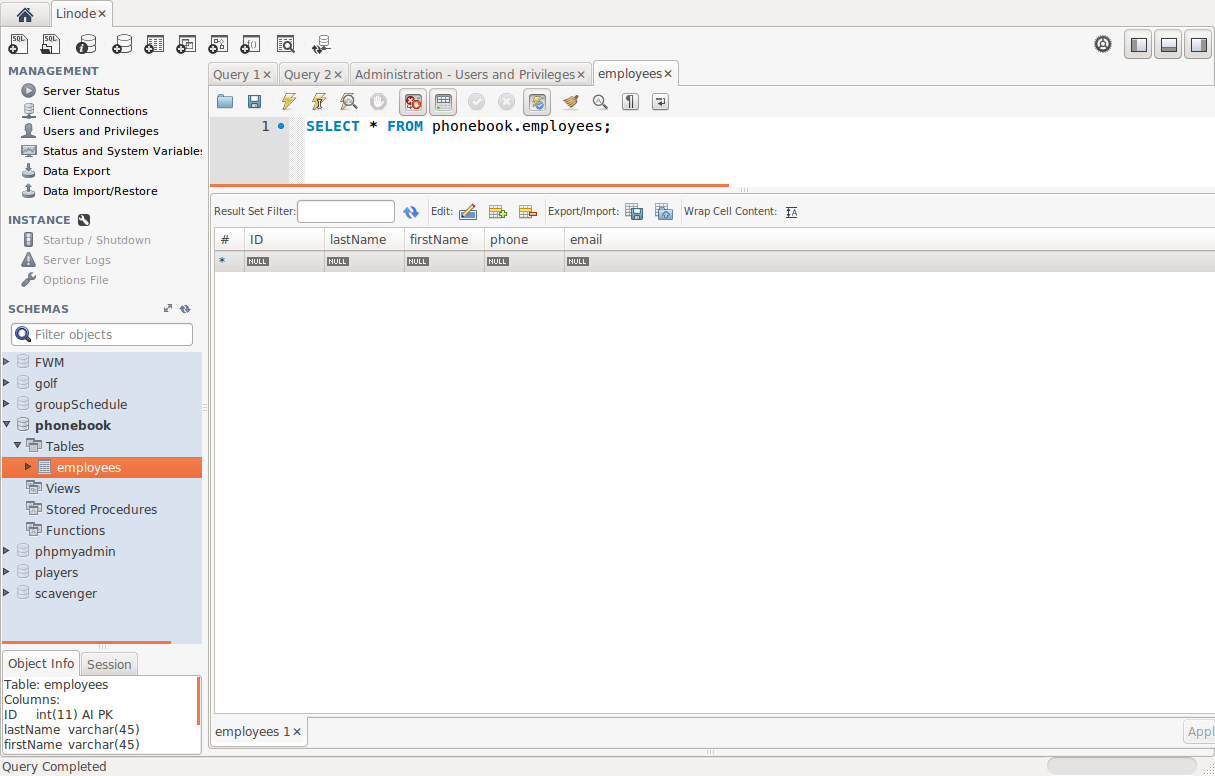 Linode
MANAGEMENT
Server Status
Client Connections
Users and Privileges
Status and System Variables
Data Export
Data Import/Restore
INSTANCE
Startup / Shutdown
Server Logs
Options File
SCHEMAS
Filter objects
FWM
golf
groupSchedule
phonebook
Tables
employees
Views
Stored Procedures
Functions
phpmyadmin
players
scavenger
Object Info Session
Table: employees
Columns:
ID int(11) AI PK
lastName varchar(45)
firstName varchar(45)
Query 1 Query 2 Administration - Users and Privileges employees
1 SELECT * FROM phonebook.employees;
Result Set Filter: Edit: Export/Import: Wrap Cell Content: IA
# ID lastName firstName phone email
* NULL NULL NULL NULL NULL
employees 1
Appl
Query Completed